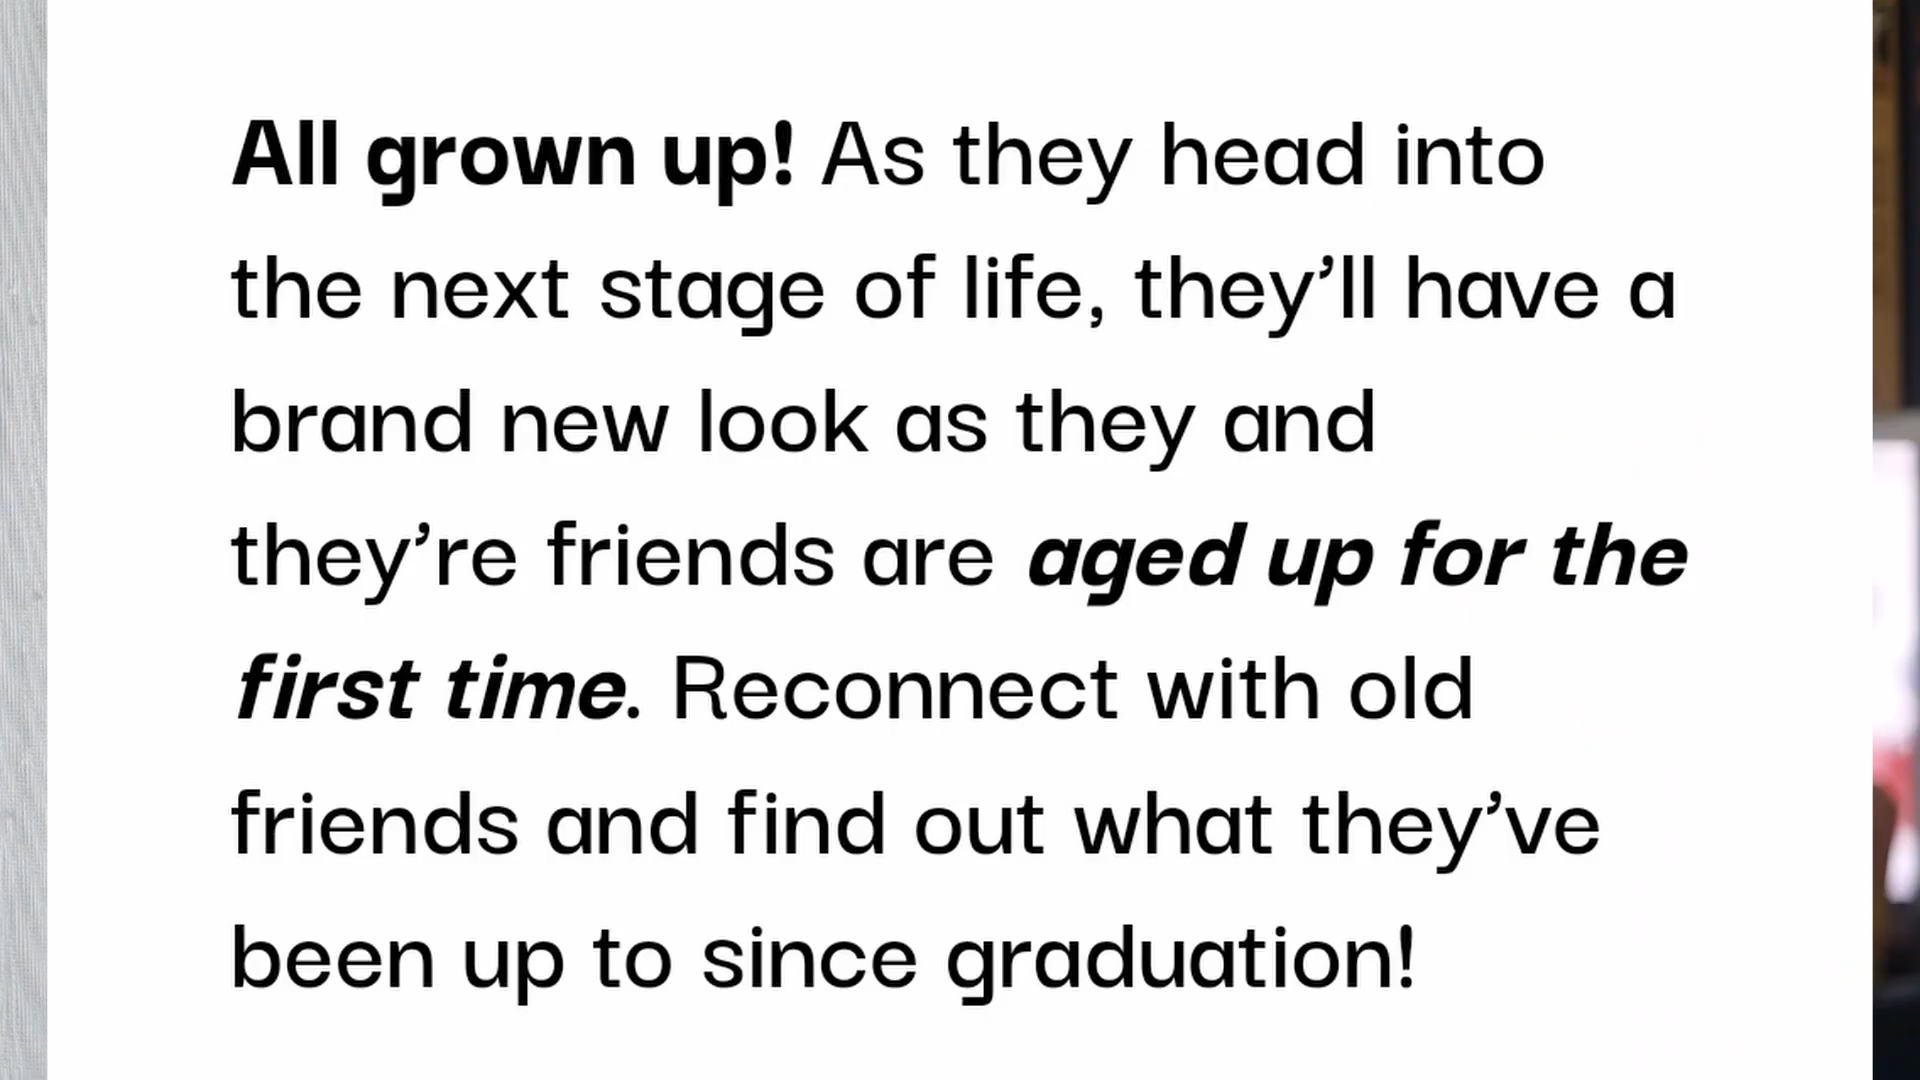 All grown up! As they head into
the next stage of life, they’ll have a
brand new look as they and
they’re friends are aged up for the
first time. Reconnect with old
friends and find out what they’ve
been up to since graduation!